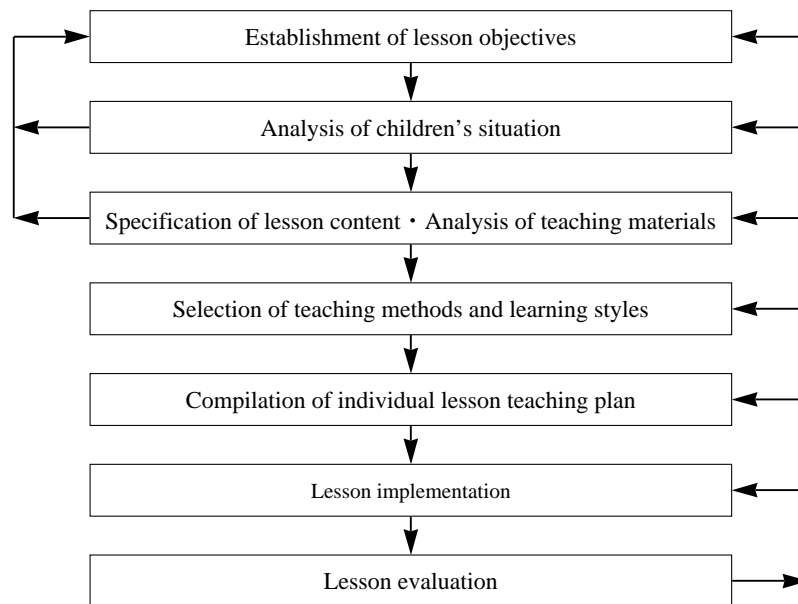 Establishment of lesson objectives
Analysis of children’s situation
Specification of lesson content・Analysis of teaching materials
Selection of teaching methods and learning styles
Compilation of individual lesson teaching plan
Lesson implementation
Lesson evaluation